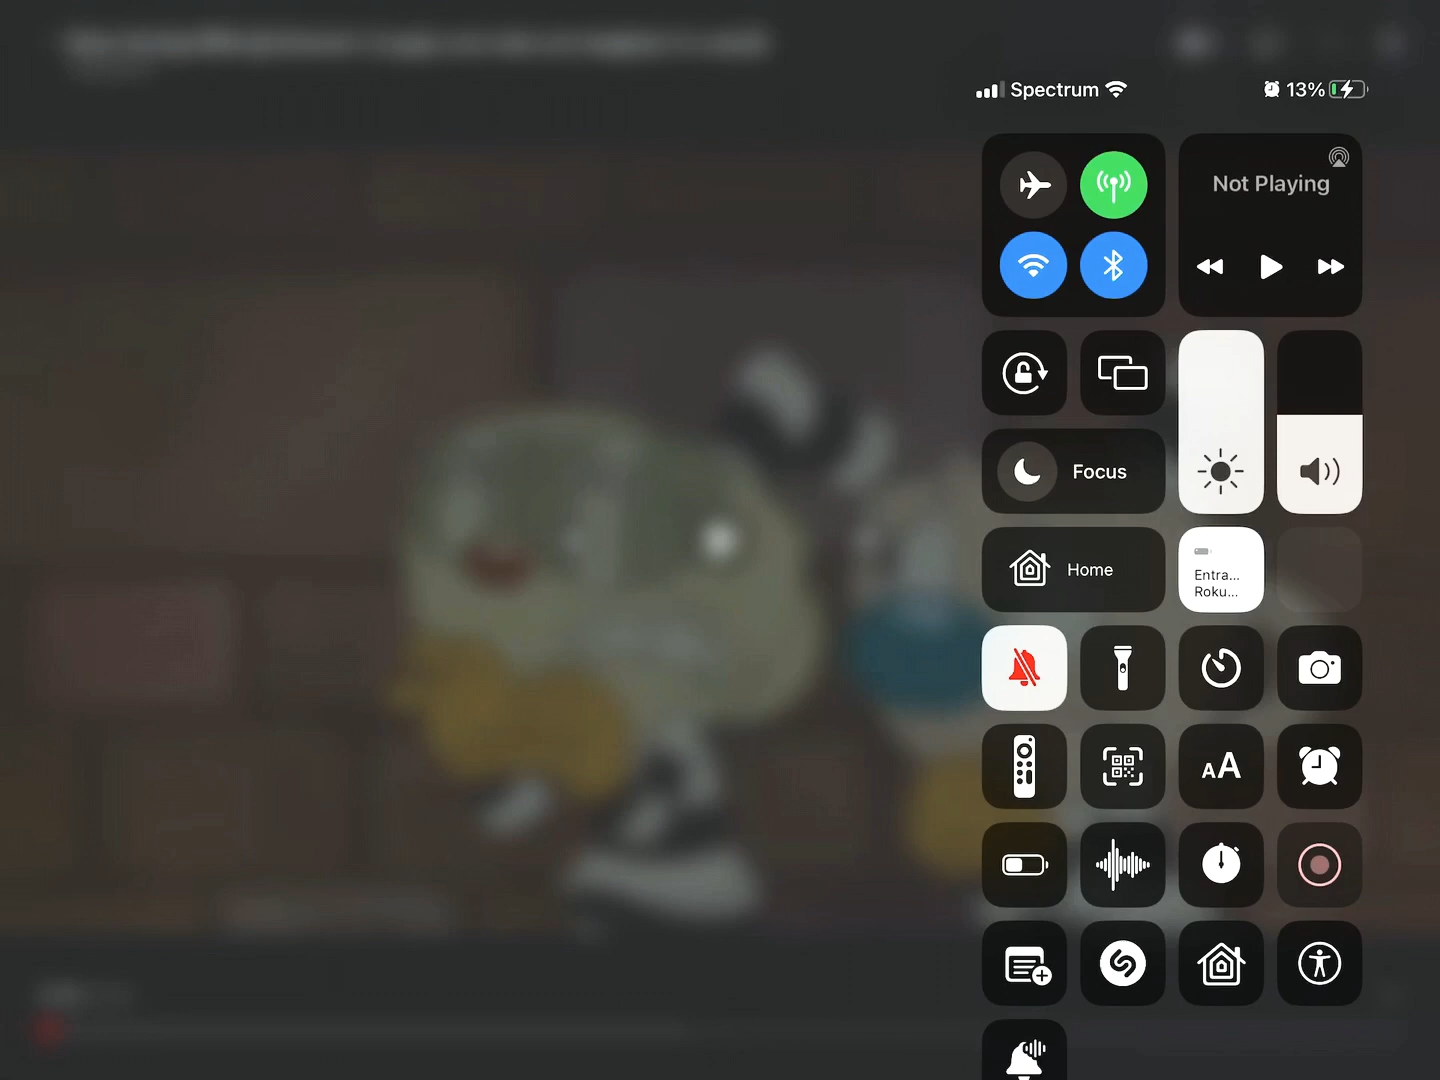 Spectrum
13%
Not Playing
Focus
Home
Entra...
Roku...
AA